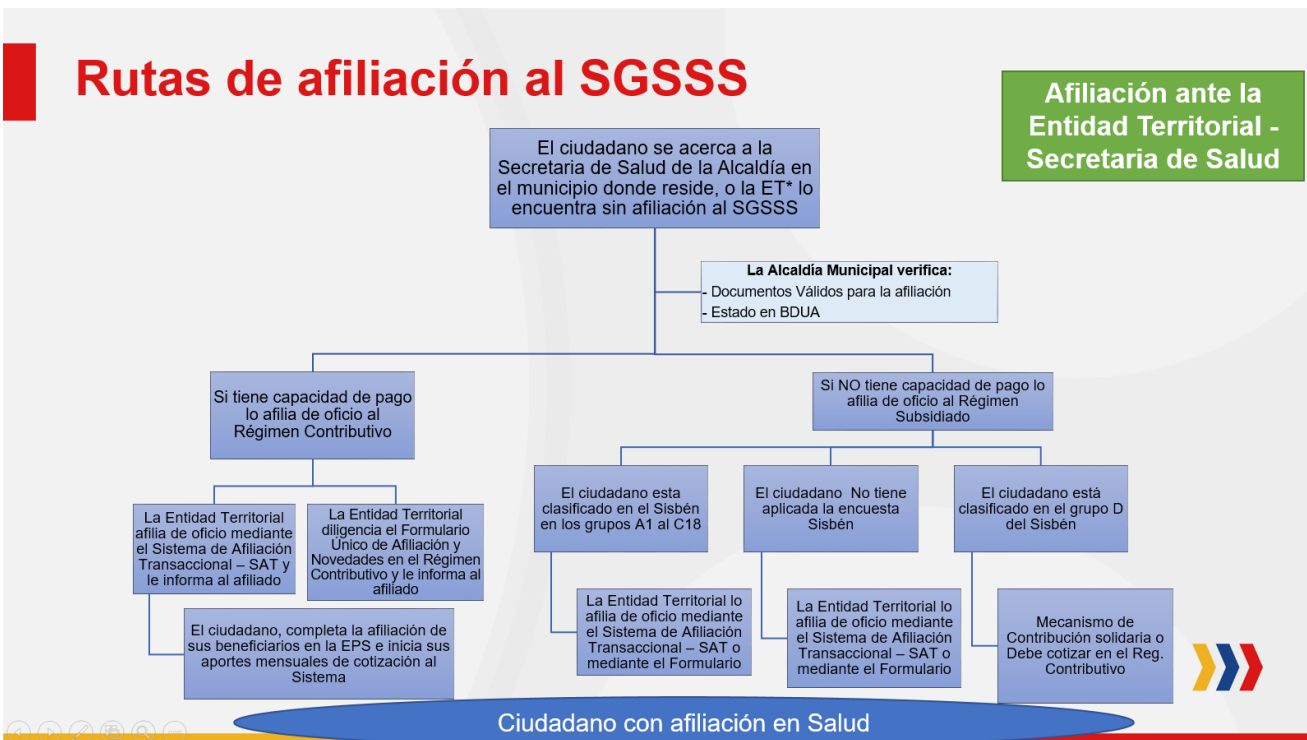 Rutas de afiliación al SGSSS
Afiliación ante la
Entidad Territorial -
Secretaria de Salud
El ciudadano se acerca a la
Secretaria de Salud de la Alcaldía en
el municipio donde reside, o la ET* lo
encuentra sin afiliación al SGSSS
La Alcaldía Municipal verifica:
- Documentos Válidos para la afiliación
- Estado en BDUA
Si tiene capacidad de pago
lo afilia de oficio al
Régimen Contributivo
Si NO tiene capacidad de pago lo
afilia de oficio al Régimen
Subsidiado
La Entidad Territorial
afilia de oficio mediante
el Sistema de Afiliación
Transaccional – SAT y
le informa al afiliado
La Entidad Territorial
diligencia el Formulario
Único de Afiliación y
Novedades en el Régimen
Contributivo y le informa al
afiliado
El ciudadano, completa la afiliación de
sus beneficiarios en la EPS e inicia sus
aportes mensuales de cotización al
Sistema
El ciudadano esta
clasificado en el Sisbén
en los grupos A1 al C18
El ciudadano No tiene
aplicada la encuesta
Sisbén
El ciudadano está
clasificado en el grupo D
del Sisbén
La Entidad Territorial lo
afilia de oficio mediante
el Sistema de Afiliación
Transaccional – SAT o
mediante el Formulario
La Entidad Territorial lo
afilia de oficio mediante
el Sistema de Afiliación
Transaccional – SAT o
mediante el Formulario
Mecanismo de
Contribución solidaria o
Debe cotizar en el Reg.
Contributivo
Ciudadano con afiliación en Salud